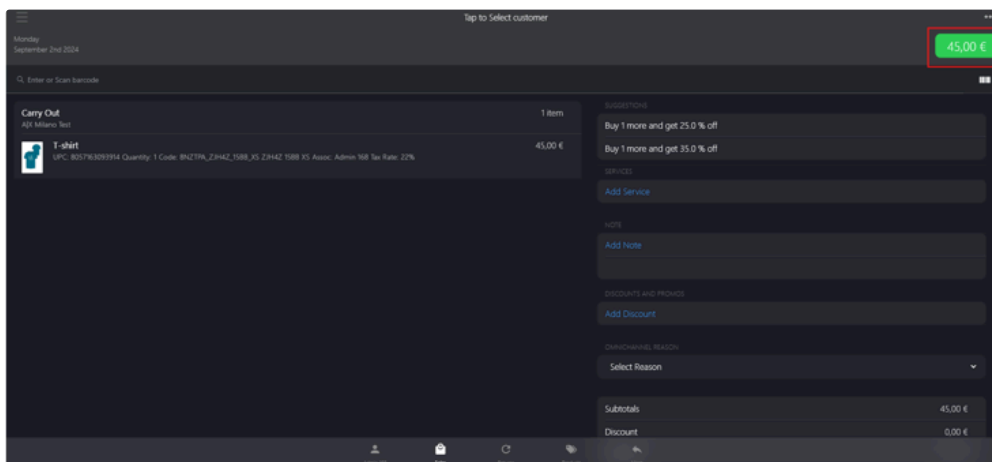 Tap to Select customer
Monday
September 2nd 2024
45,00 €
Enter or Scan barcode
Carry Out
1 item
A|X Milano Test
T-shirt
45,00 €
UPC: 8057163093914 Quantity: 1 Code: BNZTPA_ZJH4Z_1588_XS ZJH4Z 1588 XS Assoc: Admin 168 Tax Rate: 22%
SUGGESTIONS
Buy 1 more and get 25.0 % off
Buy 1 more and get 35.0 % off
SERVICES
Add Service
NOTE
Add Note
DISCOUNTS AND PROMOS
Add Discount
OMNICHANNEL REASON
Select Reason
Subtotals
45,00 €
Discount
0,00 €